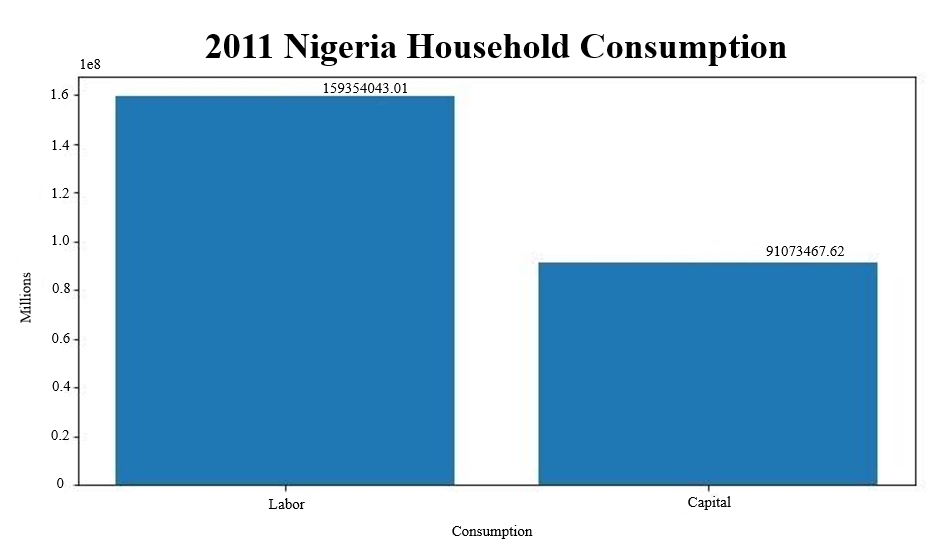 2011 Nigeria Household Consumption
1e8
159354043.01
1.6
1.4
1.2
1.0
91073467.62
0.8
0.6
0.4
0.2
0
Millions
Labor
Capital
Consumption